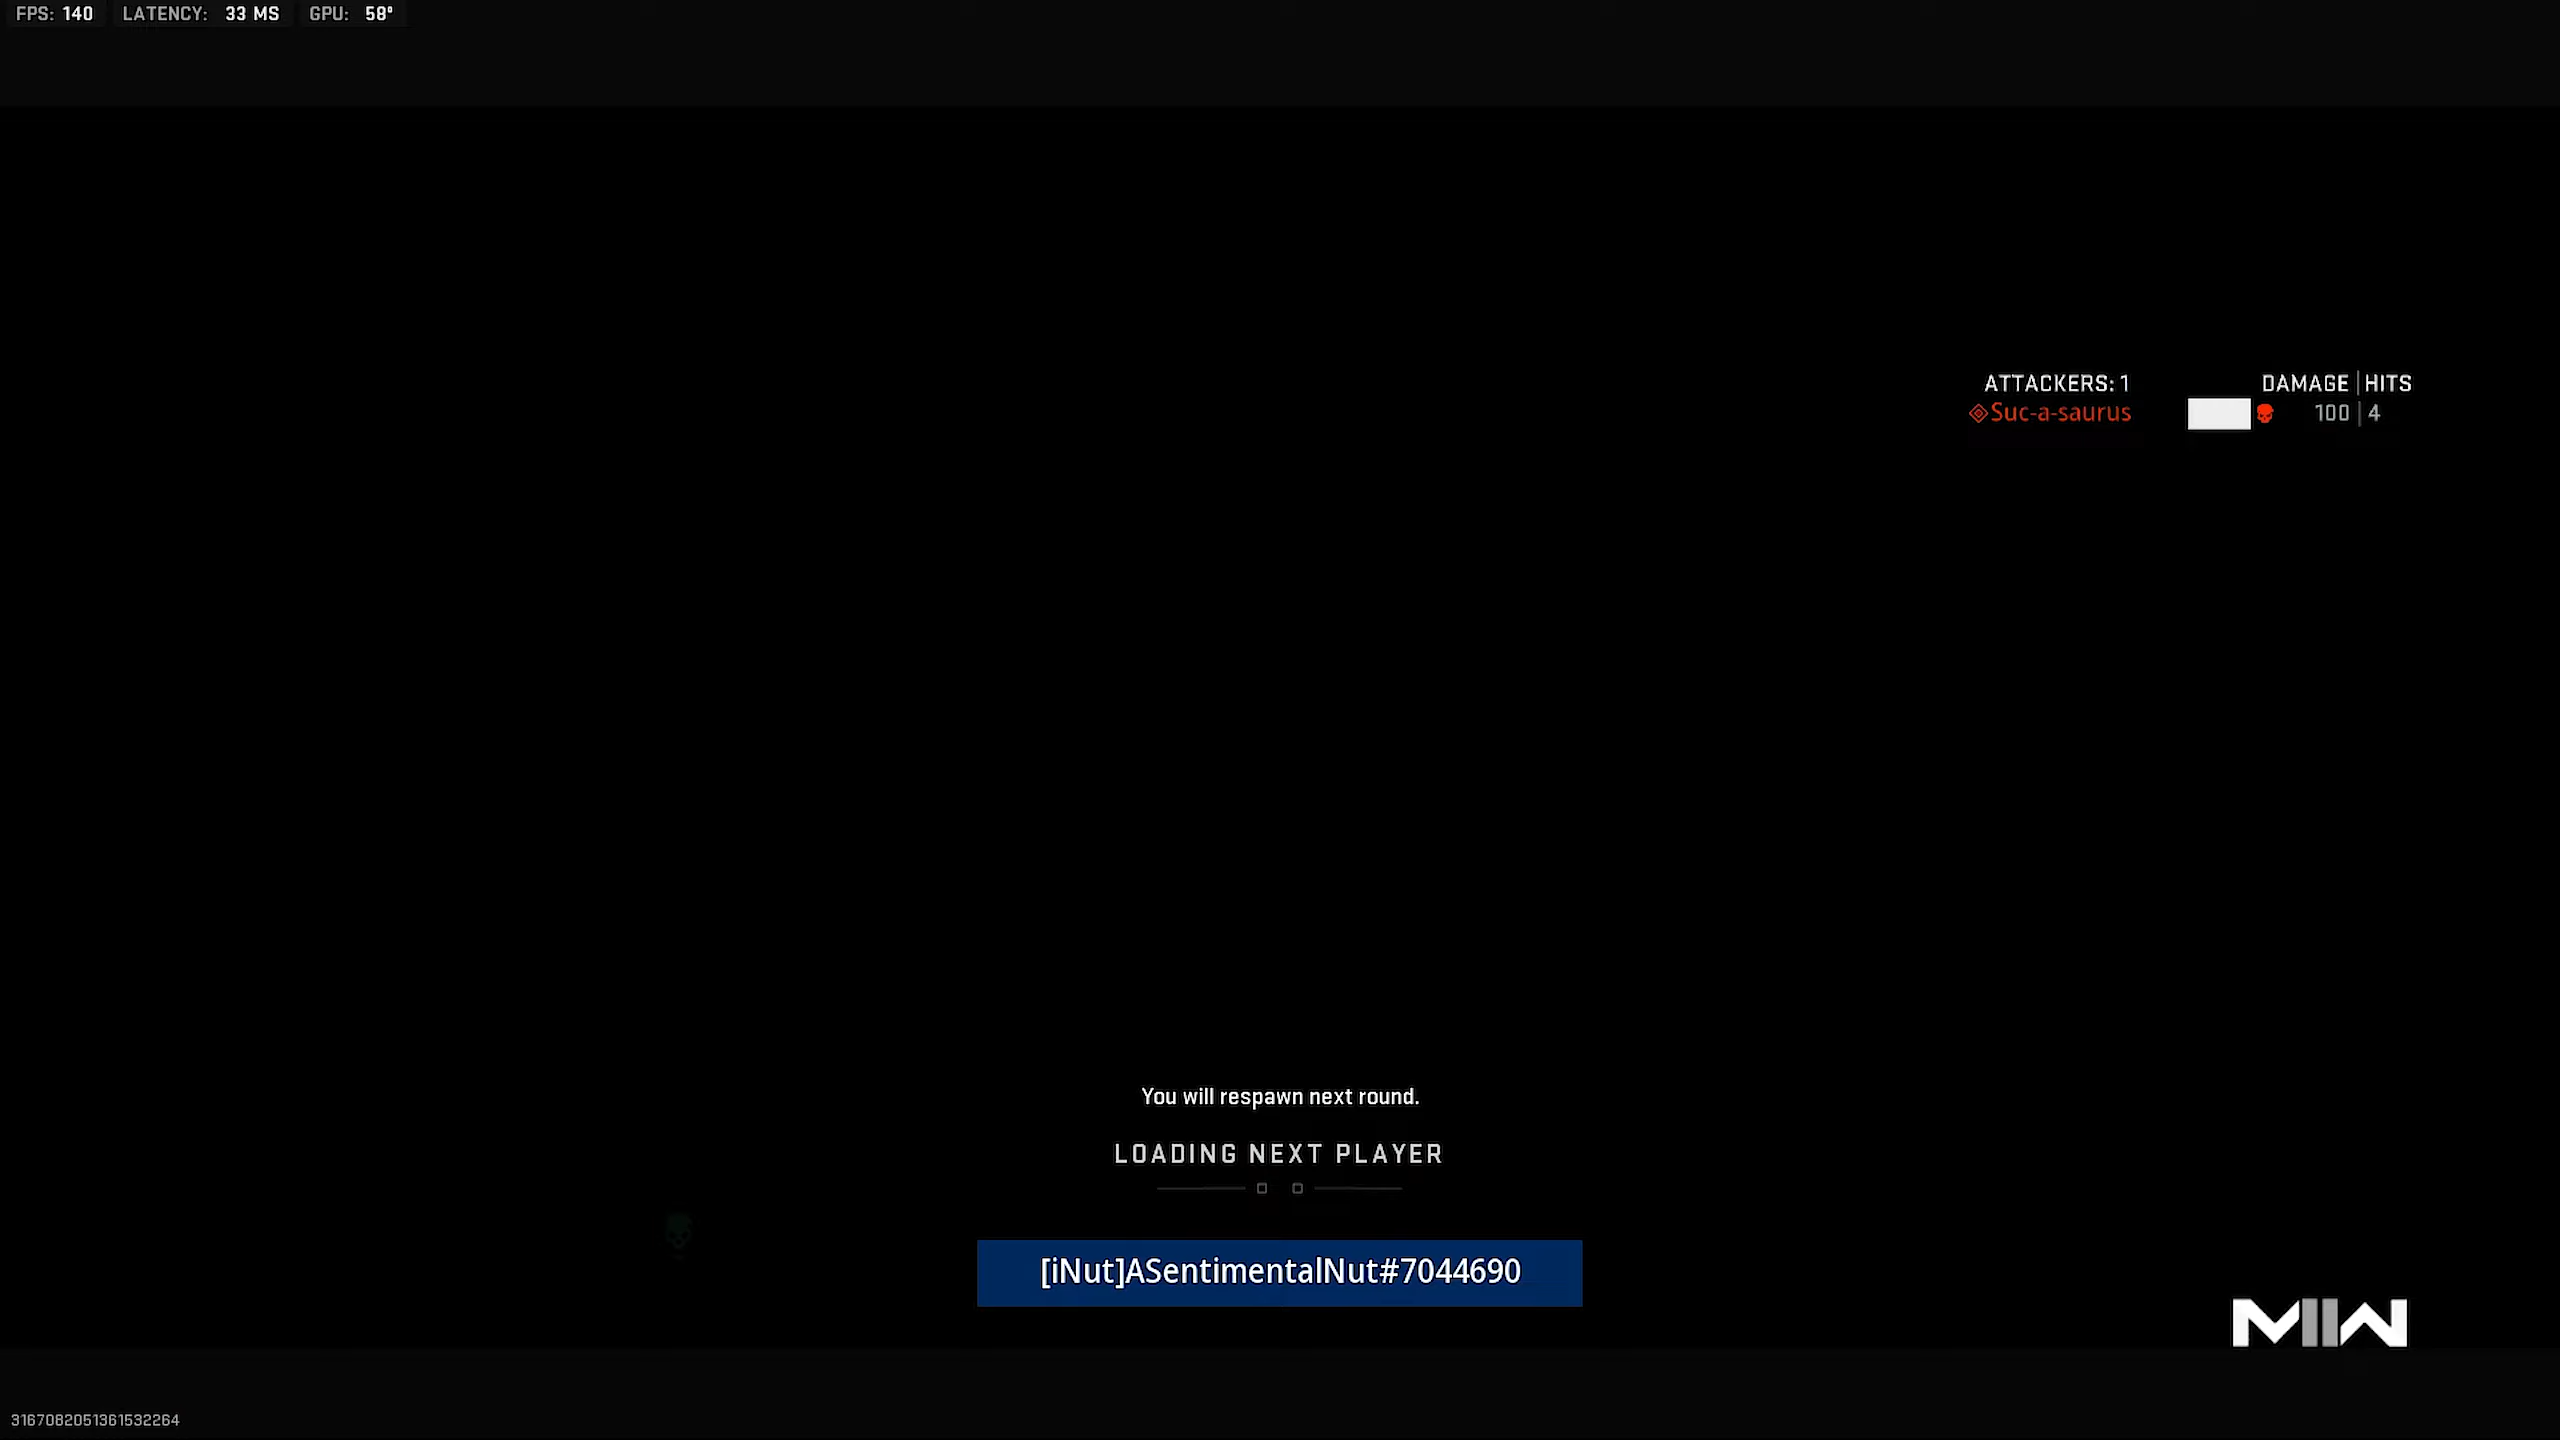 FPS: 140 LATENCY: 33 MS GPU: 58°
ATTACKERS: 1 DAMAGE | HITS
Suc-a-saurus 100 | 4
You will respawn next round.
LOADING NEXT PLAYER
[iNut]ASentimentalNut#7044690
MIIW
3167082051361532264